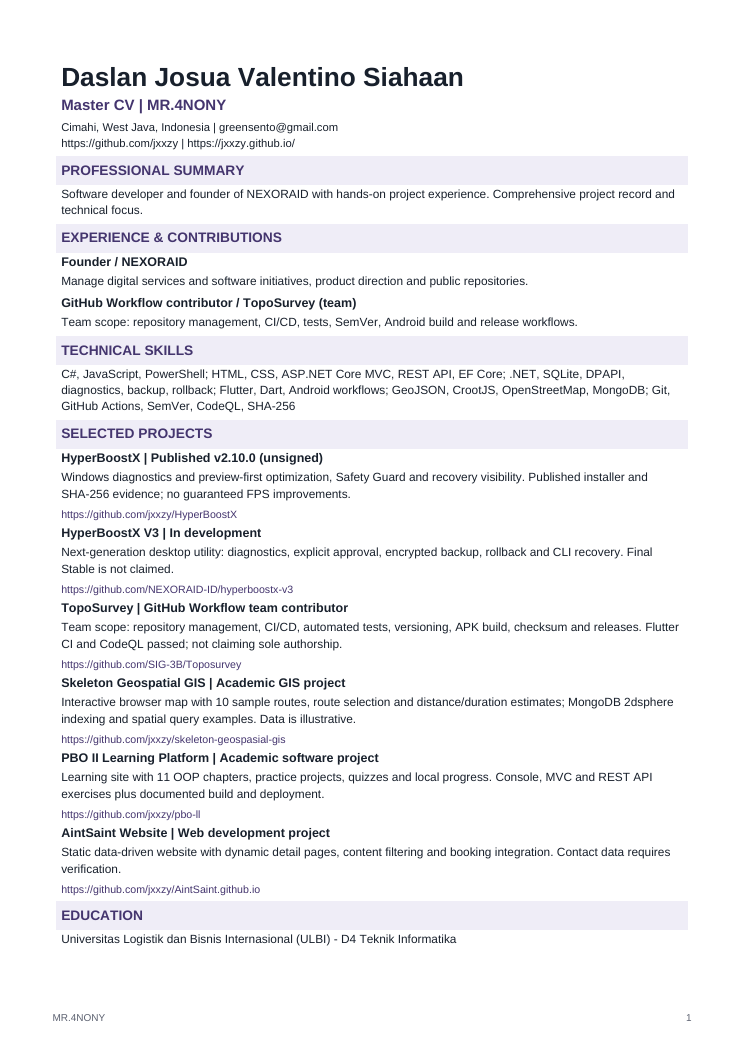 Daslan Josua Valentino Siahaan
Master CV | MR.4NONY
Cimahi, West Java, Indonesia | greensento@gmail.com
https://github.com/jxxzy | https://jxxzy.github.io/
PROFESSIONAL SUMMARY
Software developer and founder of NEXORAID with hands-on project experience. Comprehensive project record and
technical focus.
EXPERIENCE & CONTRIBUTIONS
Founder / NEXORAID
Manage digital services and software initiatives, product direction and public repositories.
GitHub Workflow contributor / TopoSurvey (team)
Team scope: repository management, CI/CD, tests, SemVer, Android build and release workflows.
TECHNICAL SKILLS
C#, JavaScript, PowerShell; HTML, CSS, ASP.NET Core MVC, REST API, EF Core; .NET, SQLite, DPAPI,
diagnostics, backup, rollback; Flutter, Dart, Android workflows; GeoJSON, CrootJS, OpenStreetMap, MongoDB; Git,
GitHub Actions, SemVer, CodeQL, SHA-256
SELECTED PROJECTS
HyperBoostX | Published v2.10.0 (unsigned)
Windows diagnostics and preview-first optimization, Safety Guard and recovery visibility. Published installer and
SHA-256 evidence; no guaranteed FPS improvements.
https://github.com/jxxzy/HyperBoostX
HyperBoostX V3 | In development
Next-generation desktop utility: diagnostics, explicit approval, encrypted backup, rollback and CLI recovery. Final
Stable is not claimed.
https://github.com/NEXORAID-ID/hyperboostx-v3
TopoSurvey | GitHub Workflow team contributor
Team scope: repository management, CI/CD, automated tests, versioning, APK build, checksum and releases. Flutter
CI and CodeQL passed; not claiming sole authorship.
https://github.com/SIG-3B/Toposurvey
Skeleton Geospatial GIS | Academic GIS project
Interactive browser map with 10 sample routes, route selection and distance/duration estimates; MongoDB 2dsphere
indexing and spatial query examples. Data is illustrative.
https://github.com/jxxzy/skeleton-geospasial-gis
PBO II Learning Platform | Academic software project
Learning site with 11 OOP chapters, practice projects, quizzes and local progress. Console, MVC and REST API
exercises plus documented build and deployment.
https://github.com/jxxzy/pbo-ll
AintSaint Website | Web development project
Static data-driven website with dynamic detail pages, content filtering and booking integration. Contact data requires
verification.
https://github.com/jxxzy/AintSaint.github.io
EDUCATION
Universitas Logistik dan Bisnis Internasional (ULBI) - D4 Teknik Informatika
MR.4NONY
1